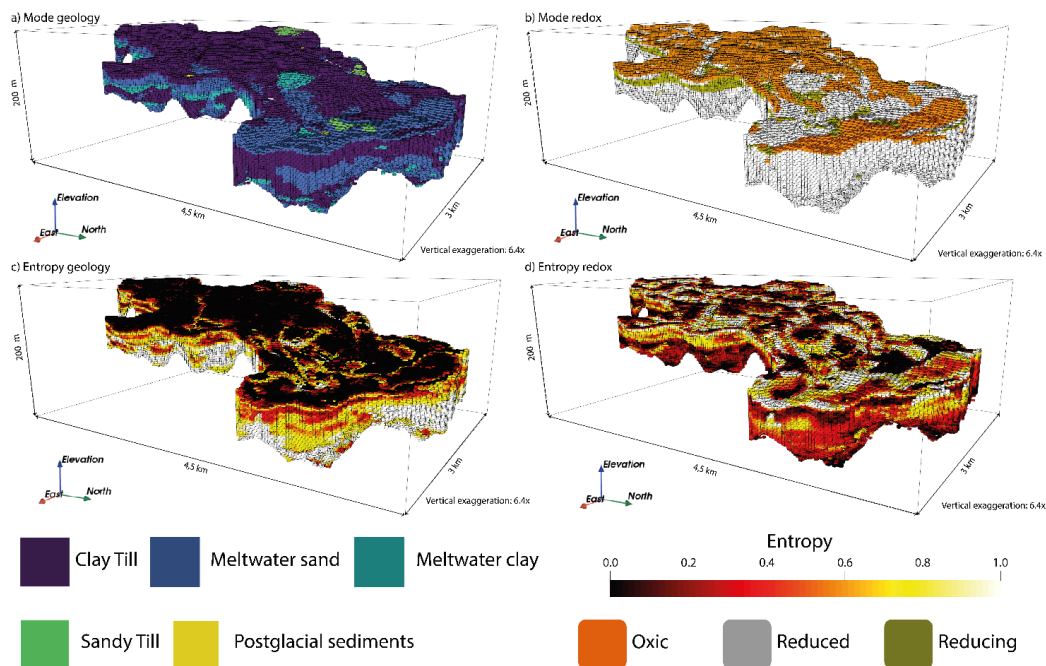 a) Mode geology
200 m
4,5 km
3 km
Elevation
East
North
Vertical exaggeration: 6.4x
b) Mode redox
200 m
4,5 km
3 km
Elevation
East
North
Vertical exaggeration: 6.4x
c) Entropy geology
200 m
4,5 km
3 km
Elevation
East
North
Vertical exaggeration: 6.4x
d) Entropy redox
200 m
4,5 km
3 km
Elevation
East
North
Vertical exaggeration: 6.4x
Clay Till
Meltwater sand
Meltwater clay
Sandy Till
Postglacial sediments
Entropy
0.0 0.2 0.4 0.6 0.8 1.0
Oxic
Reduced
Reducing